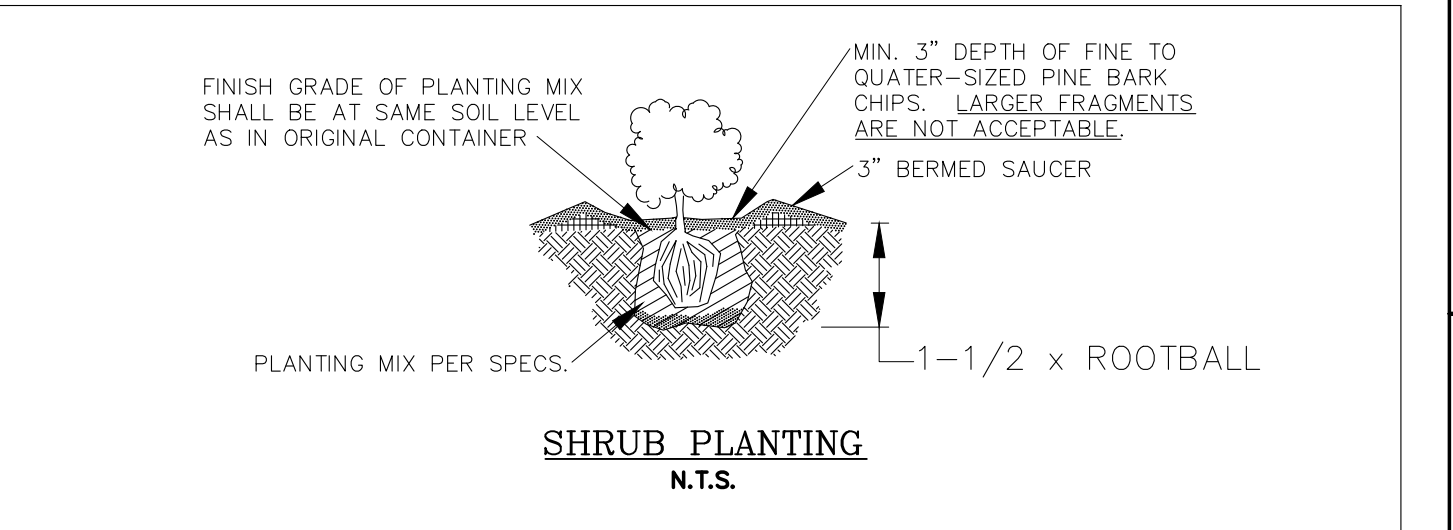 FINISH GRADE OF PLANTING MIX
SHALL BE AT SAME SOIL LEVEL
AS IN ORIGINAL CONTAINER
MIN. 3" DEPTH OF FINE TO
QUATER-SIZED PINE BARK
CHIPS. LARGER FRAGMENTS
ARE NOT ACCEPTABLE.
3" BERMED SAUCER
PLANTING MIX PER SPECS.
1-1/2 x ROOTBALL
SHRUB PLANTING
N.T.S.